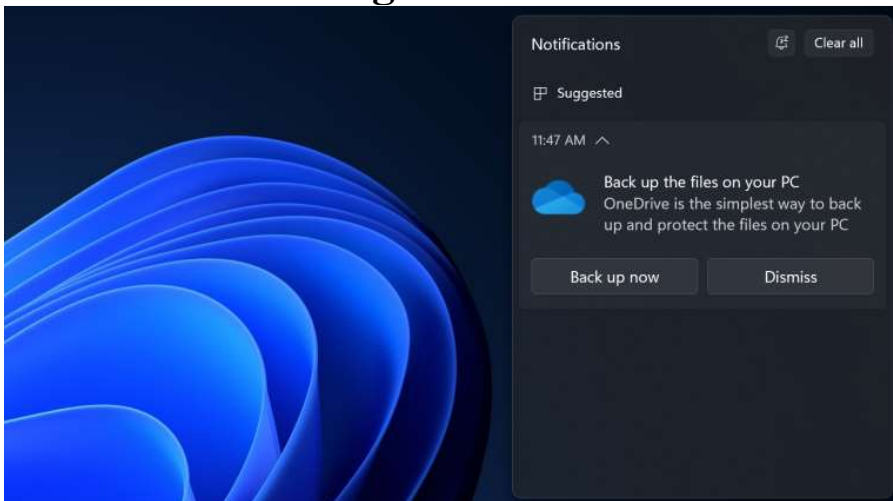 Notifications
Clear all
Suggested
11:47 AM
Back up the files on your PC
OneDrive is the simplest way to back
up and protect the files on your PC
Back up now
Dismiss